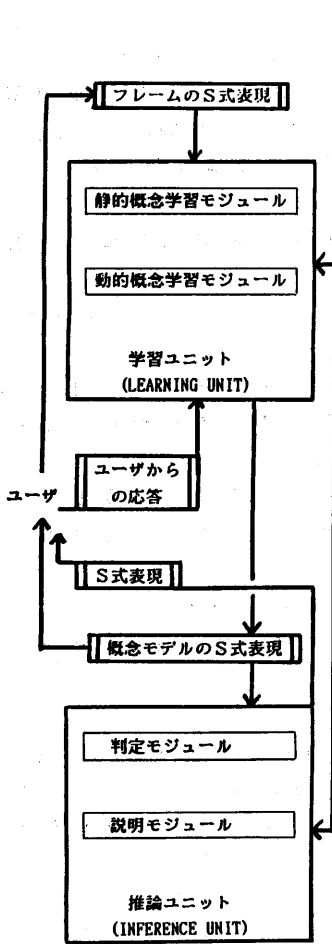 フレームのS式表現
静的概念学習モジュール
動的概念学習モジュール
学習ユニット
(LEARNING UNIT)
ユーザから
の応答
ユーザ
S式表現
概念モデルのS式表現
判定モジュール
説明モジュール
推論ユニット
(INFERENCE UNIT)